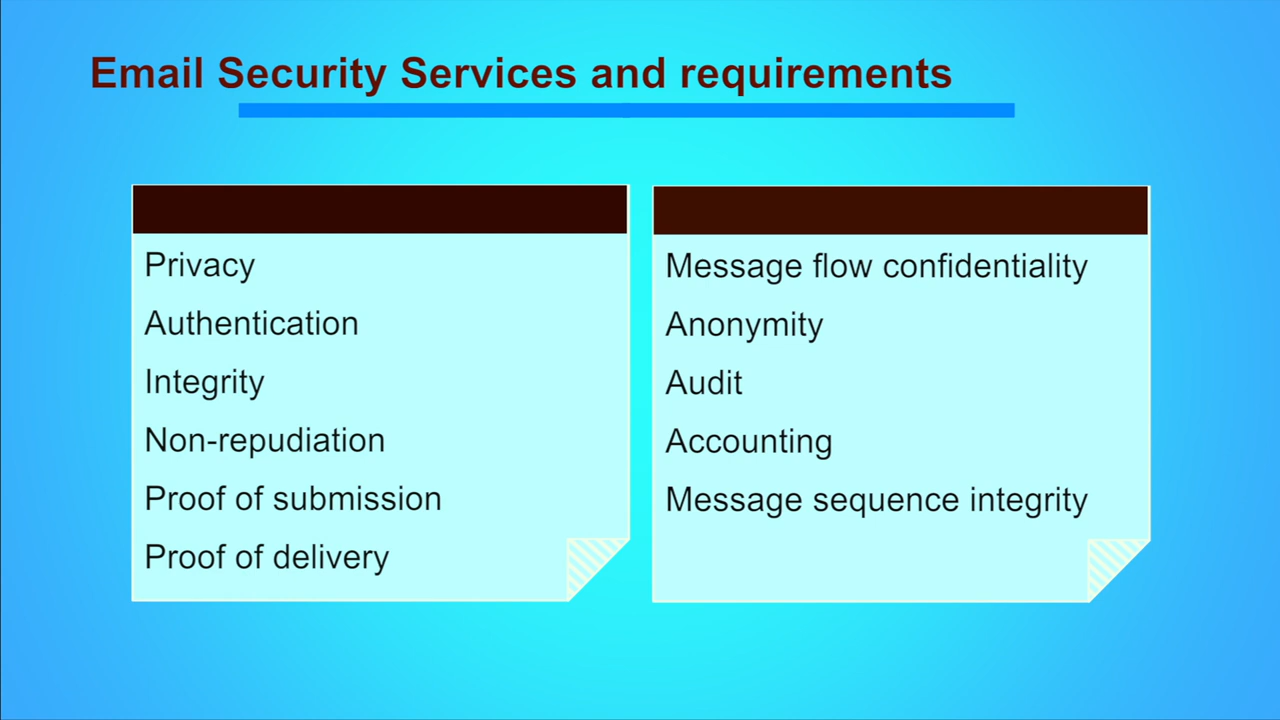 Email Security Services and requirements
Privacy
Authentication
Integrity
Non-repudiation
Proof of submission
Proof of delivery
Message flow confidentiality
Anonymity
Audit
Accounting
Message sequence integrity